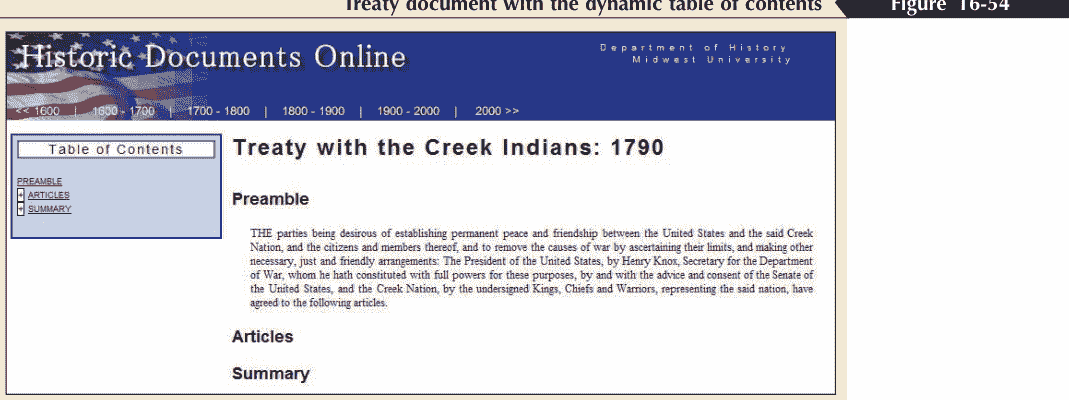 Treaty document with the dynamic table of contents
Figure 16-54
Historic Documents Online
Department of History
Midwest University
<< 1600 | 1600 - 1700 | 1700 - 1800 | 1800 - 1900 | 1900 - 2000 | 2000 >>
Table of Contents
PREAMBLE
+ ARTICLES
+ SUMMARY
Treaty with the Creek Indians: 1790
Preamble
THE parties being desirous of establishing permanent peace and friendship between the United States and the said Creek
Nation, and the citizens and members thereof, and to remove the causes of war by ascertaining their limits, and making other
necessary, just and friendly arrangements: The President of the United States, by Henry Knox, Secretary for the Department
of War, whom he hath constituted with full powers for these purposes, by and with the advice and consent of the Senate of
the United States, and the Creek Nation, by the undersigned Kings, Chiefs and Warriors, representing the said nation, have
agreed to the following articles.
Articles
Summary